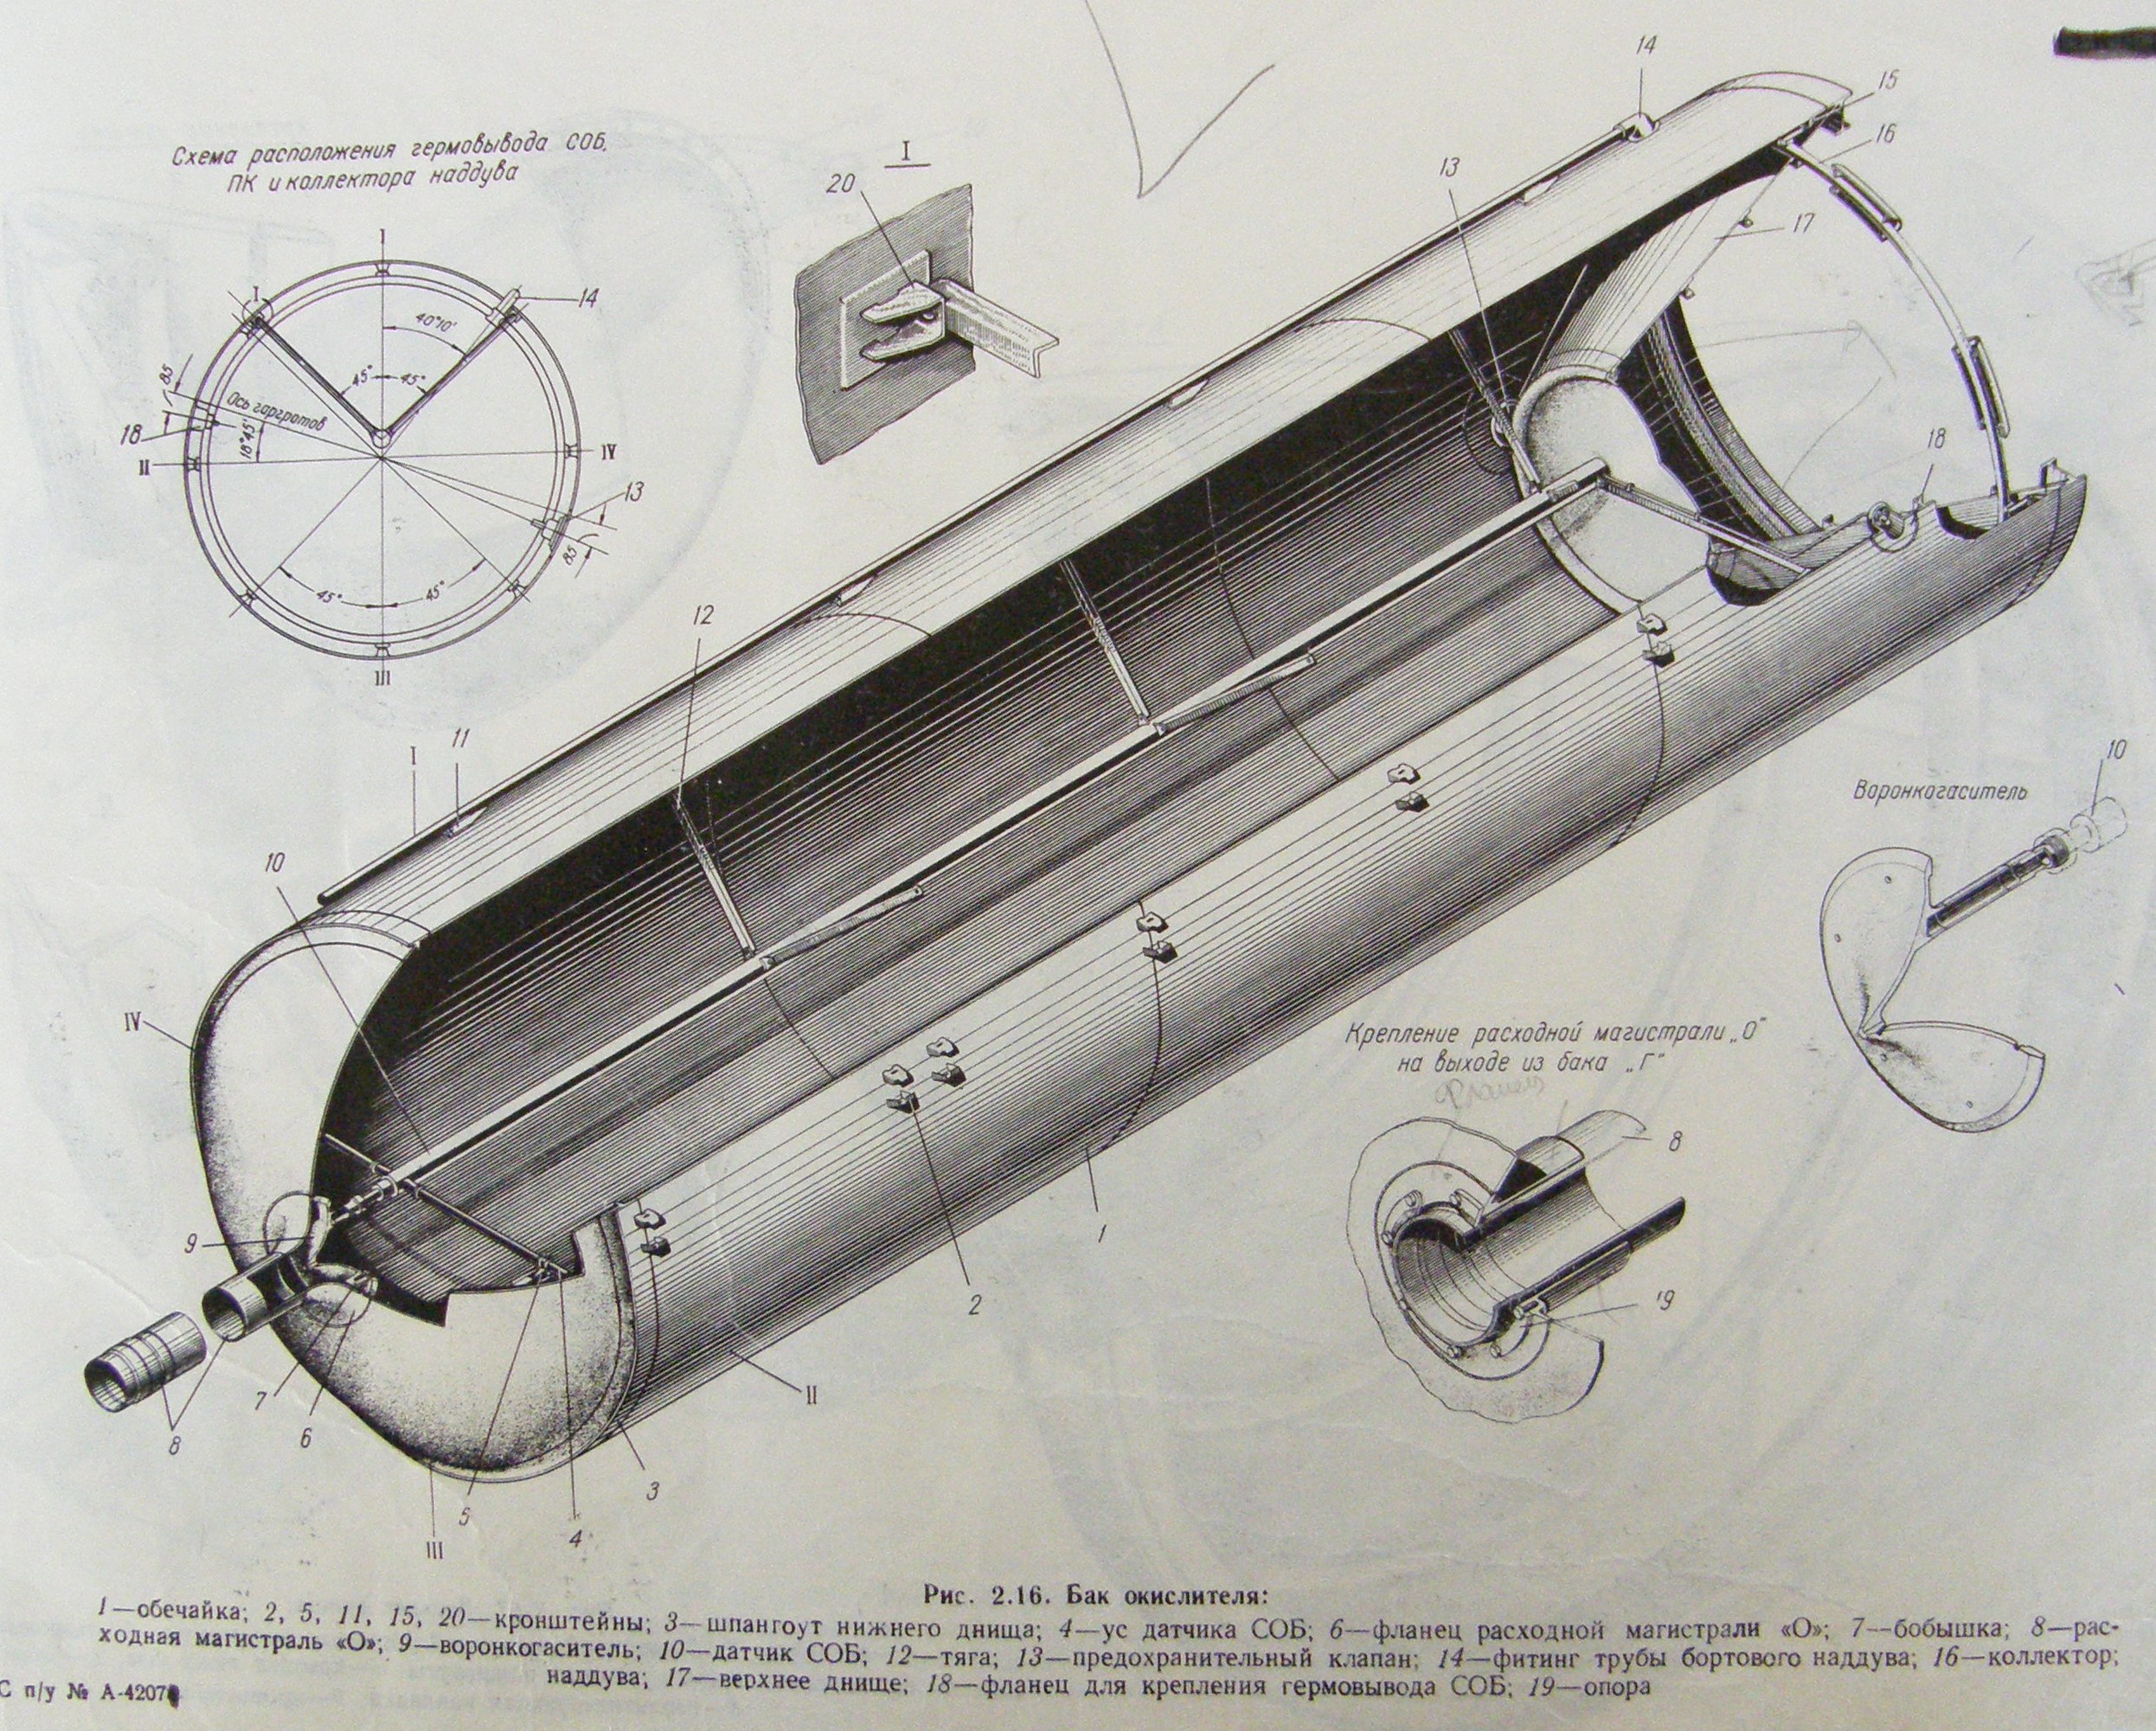 14
15
Схема расположения гермовывода СОБ,
ПК и коллектора наддува
I
20
13
16
17
I
I
14
40°10'
45°
45°
85
Ось гаргротов
18
18°45'
II
IV
13
85
45°
45°
III
18
12
I
11
10
10
Воронкогаситель
IV
Крепление расходной магистрали „О"
на выходе из бака „Г"
Фланец
8
9
1
2
19
7
6
8
II
3
5
4
III
Рис. 2.16. Бак окислителя:
1—обечайка; 2, 5, 11, 15, 20—кронштейны; 3—шпангоут нижнего днища; 4—ус датчика СОБ; 6—фланец расходной магистрали «О»; 7—бобышка; 8—рас-
ходная магистраль «О»; 9—воронкогаситель; 10—датчик СОБ; 12—тяга; 13—предохранительный клапан; 14—фитинг трубы бортового наддува; 16—коллектор;
наддува; 17—верхнее днище; 18—фланец для крепления гермовывода СОБ; 19—опора
С п/у № А-4207